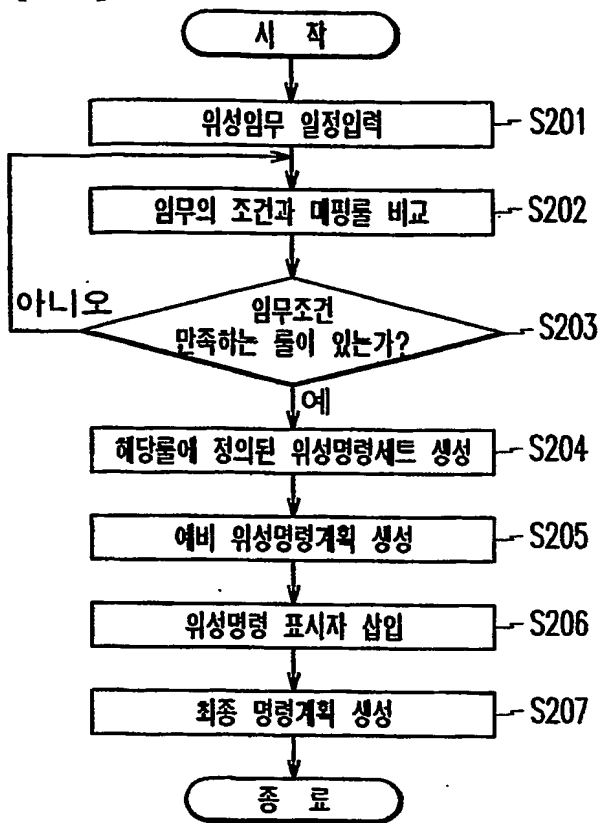 시 작
위성임무 일정입력
S201
임무의 조건과 매핑룰 비교
S202
임무조건
만족하는 룰이 있는가?
S203
아니오
예
해당룰에 정의된 위성명령세트 생성
S204
예비 위성명령계획 생성
S205
위성명령 표시자 삽입
S206
최종 명령계획 생성
S207
종 료